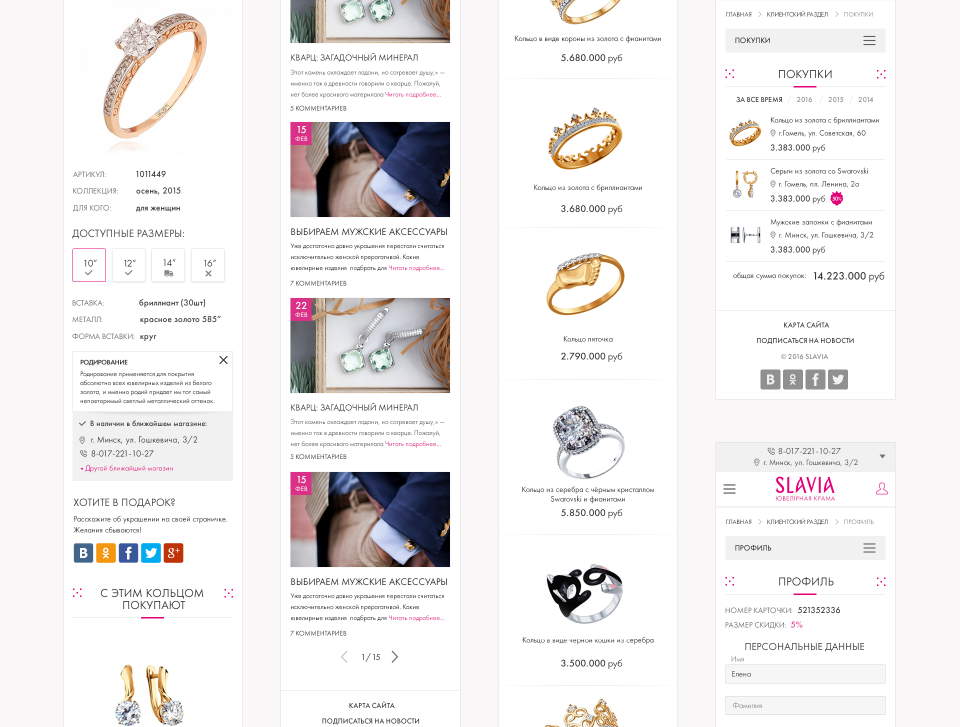 АРТИКУЛ: 1011449
КОЛЛЕКЦИЯ: осень, 2015
ДЛЯ КОГО: для женщин
ДОСТУПНЫЕ РАЗМЕРЫ:
10” 12” 14” 16”
ВСТАВКА: бриллиант (30шт)
МЕТАЛЛ: красное золото 585”
ФОРМА ВСТАВКИ: круг
РОДИРОВАНИЕ
Родирование применяется для покрытия
абсолютно всех ювелирных изделий из белого
золота, и именно родий придает им тот самый
неповторимый светлый металлический оттенок.
В наличии в ближайшем магазине:
г. Минск, ул. Гошкевича, 3/2
8-017-221-10-27
Другой ближайший магазин
ХОТИТЕ В ПОДАРОК?
Расскажите об украшении на своей страничке.
Желания сбываются!
С ЭТИМ КОЛЬЦОМ
ПОКУПАЮТ
КВАРЦ: ЗАГАДОЧНЫЙ МИНЕРАЛ
Этот камень охлаждает ладони, но согревает душу,» —
именно так в древности говорили о кварце. Пожалуй,
нет более красивого материала Читать подробнее...
5 КОММЕНТАРИЕВ
15
ФЕВ
ВЫБИРАЕМ МУЖСКИЕ АКСЕССУАРЫ
Уже достаточно давно украшения перестали считаться
исключительно женской прерогативой. Какие
ювелирные изделия подбрать для Читать подробнее...
7 КОММЕНТАРИЕВ
22
ФЕВ
КВАРЦ: ЗАГАДОЧНЫЙ МИНЕРАЛ
Этот камень охлаждает ладони, но согревает душу,» —
именно так в древности говорили о кварце. Пожалуй,
нет более красивого материала Читать подробнее...
5 КОММЕНТАРИЕВ
15
ФЕВ
ВЫБИРАЕМ МУЖСКИЕ АКСЕССУАРЫ
Уже достаточно давно украшения перестали считаться
исключительно женской прерогативой. Какие
ювелирные изделия подбрать для Читать подробнее...
7 КОММЕНТАРИЕВ
1/15
КАРТА САЙТА
ПОДПИСАТЬСЯ НА НОВОСТИ
Кольцо в виде короны из золота с фианитами
5.680.000 руб
Кольцо из золота с бриллиантами
3.680.000 руб
Кольцо пяточка
2.790.000 руб
Кольцо из серебра с чёрным кристаллом
Swarovski и фианитами
5.850.000 руб
Кольцо в виде черной кошки из серебра
3.500.000 руб
ГЛАВНАЯ КЛИЕНТСКИЙ РАЗДЕЛ ПОКУПКИ
ПОКУПКИ
ПОКУПКИ
ЗА ВСЕ ВРЕМЯ / 2016 / 2015 / 2014
Кольцо из золота с бриллиантами
г.Гомель, ул. Советская, 60
3.383.000 руб
Серьги из золота со Swarovski
г. Гомель, пл. Ленина, 2а
3.383.000 руб 30%
Мужские запонки с фианитами
г. Минск, ул. Гошкевича, 3/2
3.383.000 руб
общая сумма покупок: 14.223.000 руб
КАРТА САЙТА
ПОДПИСАТЬСЯ НА НОВОСТИ
© 2016 SLAVIA
8-017-221-10-27
г. Минск, ул. Гошкевича, 3/2
SLAVIA
ЮВЕЛІРНАЯ КРАМА
ГЛАВНАЯ КЛИЕНТСКИЙ РАЗДЕЛ ПРОФИЛЬ
ПРОФИЛЬ
ПРОФИЛЬ
НОМЕР КАРТОЧКИ: 521352336
РАЗМЕР СКИДКИ: 5%
ПЕРСОНАЛЬНЫЕ ДАННЫЕ
Имя
Елена
Фамилия